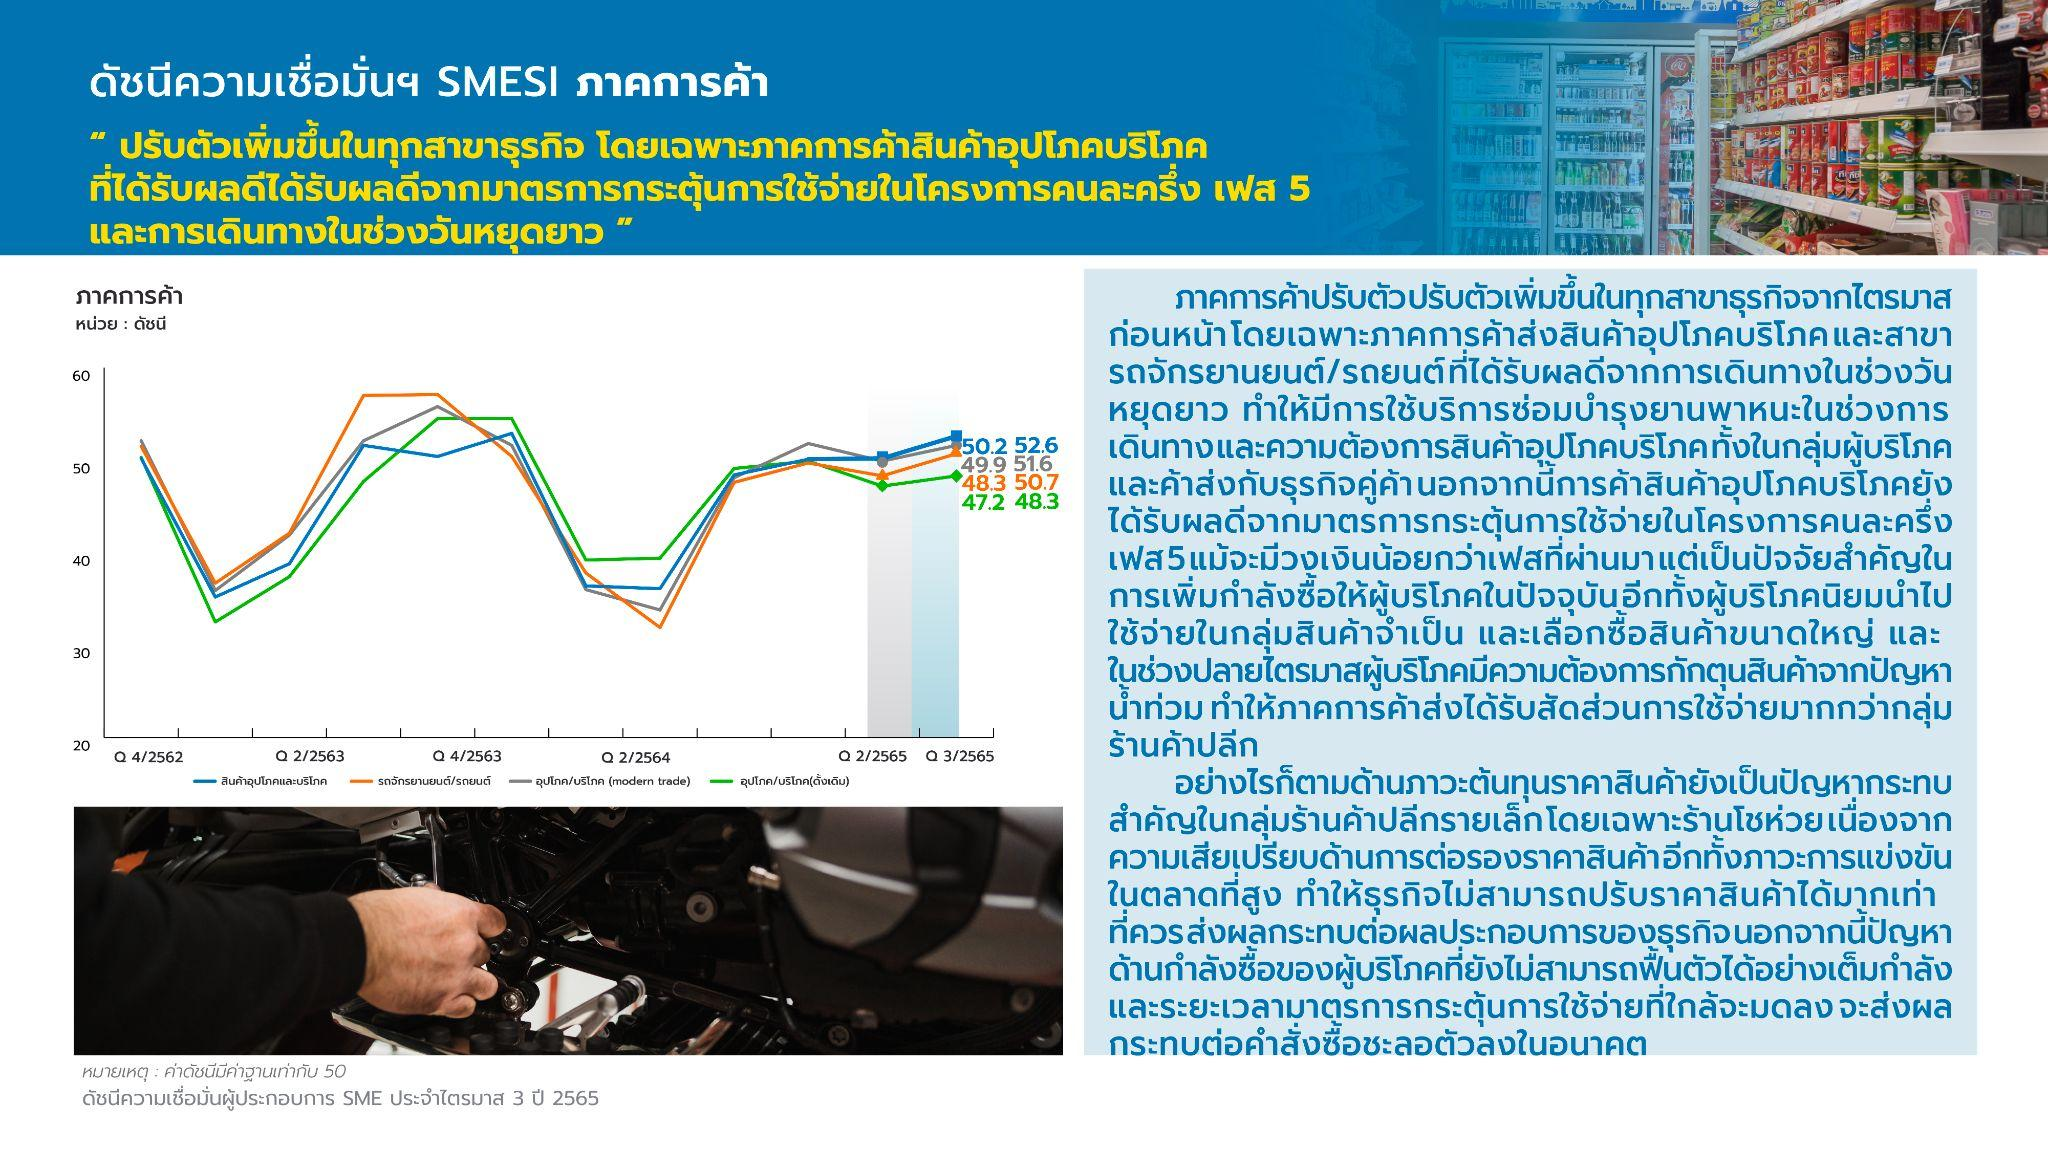 ดัชนีความเชื่อมั่นฯ SMESI ภาคการค้า
“ ปรับตัวเพิ่มขึ้นในทุกสาขาธุรกิจ โดยเฉพาะภาคการค้าสินค้าอุปโภคบริโภค
ที่ได้รับผลดีได้รับผลดีจากมาตรการกระตุ้นการใช้จ่ายในโครงการคนละครึ่ง เฟส 5
และการเดินทางในช่วงวันหยุดยาว ”
ภาคการค้า
หน่วย : ดัชนี
60
50
40
30
20
50.2 52.6
49.9 51.6
48.3 50.7
47.2 48.3
Q 4/2562 Q 2/2563 Q 4/2563 Q 2/2564 Q 2/2565 Q 3/2565
สินค้าอุปโภคและบริโภค รถจักรยานยนต์/รถยนต์ อุปโภค/บริโภค (modern trade) อุปโภค/บริโภค(ดั้งเดิม)
ภาคการค้าปรับตัวปรับตัวเพิ่มขึ้นในทุกสาขาธุรกิจจากไตรมาส
ก่อนหน้า โดยเฉพาะภาคการค้าส่งสินค้าอุปโภคบริโภค และสาขา
รถจักรยานยนต์/รถยนต์ ที่ได้รับผลดีจากการเดินทางในช่วงวัน
หยุดยาว ทำให้มีการใช้บริการซ่อมบำรุงยานพาหนะในช่วงการ
เดินทาง และความต้องการสินค้าอุปโภคบริโภค ทั้งในกลุ่มผู้บริโภค
และค้าส่งกับธุรกิจคู่ค้า นอกจากนี้การค้าสินค้าอุปโภคบริโภคยัง
ได้รับผลดีจากมาตรการกระตุ้นการใช้จ่ายในโครงการคนละครึ่ง
เฟส 5 แม้จะมีวงเงินน้อยกว่าเฟสที่ผ่านมา แต่เป็นปัจจัยสำคัญใน
การเพิ่มกำลังซื้อให้ผู้บริโภคในปัจจุบัน อีกทั้งผู้บริโภคนิยมนำไป
ใช้จ่ายในกลุ่มสินค้าจำเป็น และเลือกซื้อสินค้าขนาดใหญ่ และ
ในช่วงปลายไตรมาสผู้บริโภคมีความต้องการกักตุนสินค้าจากปัญหา
น้ำท่วม ทำให้ภาคการค้าส่งได้รับสัดส่วนการใช้จ่ายมากกว่ากลุ่ม
ร้านค้าปลีก
อย่างไรก็ตามด้านภาวะต้นทุนราคาสินค้ายังเป็นปัญหากระทบ
สำคัญในกลุ่มร้านค้าปลีกรายเล็ก โดยเฉพาะร้านโชห่วย เนื่องจาก
ความเสียเปรียบด้านการต่อรองราคาสินค้า อีกทั้งภาวะการแข่งขัน
ในตลาดที่สูง ทำให้ธุรกิจไม่สามารถปรับราคาสินค้าได้มากเท่า
ที่ควร ส่งผลกระทบต่อผลประกอบการของธุรกิจ นอกจากนี้ปัญหา
ด้านกำลังซื้อของผู้บริโภคที่ยังไม่สามารถฟื้นตัวได้อย่างเต็มกำลัง
และระยะเวลามาตรการกระตุ้นการใช้จ่ายที่ใกล้จะมดลง จะส่งผล
กระทบต่อคำสั่งซื้อชะลอตัวลงในอนาคต
หมายเหตุ : ค่าดัชนีมีค่าฐานเท่ากับ 50
ดัชนีความเชื่อมั่นผู้ประกอบการ SME ประจำไตรมาส 3 ปี 2565